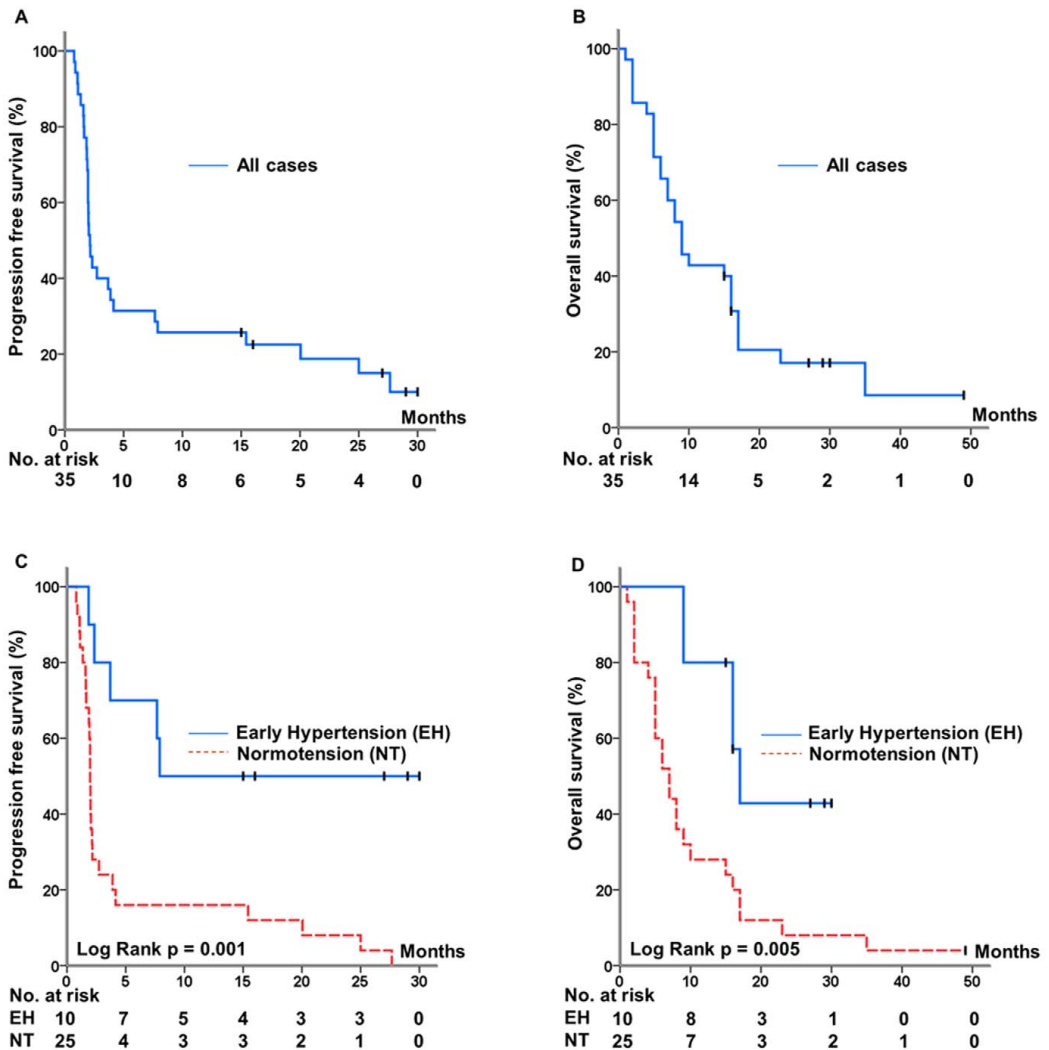 A
Progression free survival (%)
100
80
60
40
20
0
All cases
Months
0 5 10 15 20 25 30
No. at risk
35 10 8 6 5 4 0
B
Overall survival (%)
100
80
60
40
20
0
All cases
Months
0 10 20 30 40 50
No. at risk
35 14 5 2 1 0
C
Progression free survival (%)
100
80
60
40
20
0
Early Hypertension (EH)
Normotension (NT)
Log Rank p = 0.001
Months
0 5 10 15 20 25 30
No. at risk
EH 10 7 5 4 3 3 0
NT 25 4 3 3 2 1 0
D
Overall survival (%)
100
80
60
40
20
0
Early Hypertension (EH)
Normotension (NT)
Log Rank p = 0.005
Months
0 10 20 30 40 50
No. at risk
EH 10 8 3 1 0 0
NT 25 7 3 2 1 0